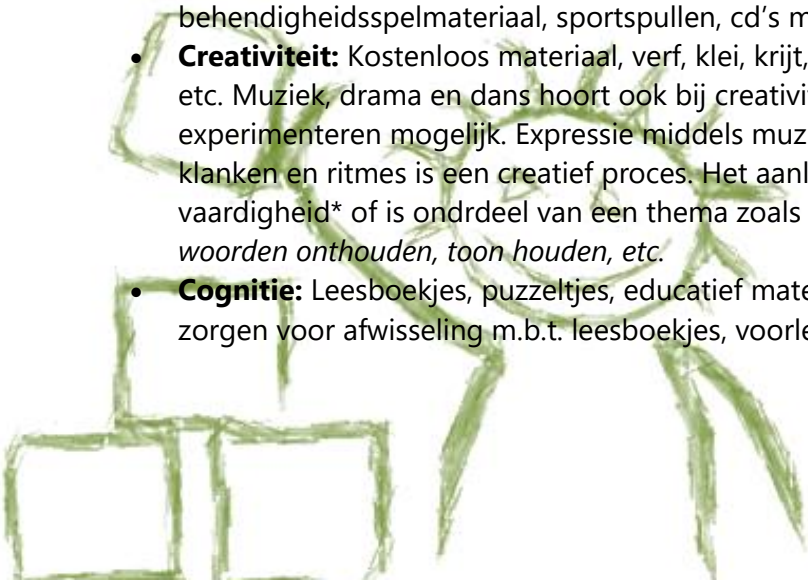 behendigheidsspelmateriaal, sportspullen, cd's m
• Creativiteit: Kostenloos materiaal, verf, klei, krijt,
etc. Muziek, drama en dans hoort ook bij creativi
experimenteren mogelijk. Expressie middels muz
klanken en ritmes is een creatief proces. Het aanl
vaardigheid* of is ondrdeel van een thema zoals
woorden onthouden, toon houden, etc.
• Cognitie: Leesboekjes, puzzeltjes, educatief mate
zorgen voor afwisseling m.b.t. leesboekjes, voorle